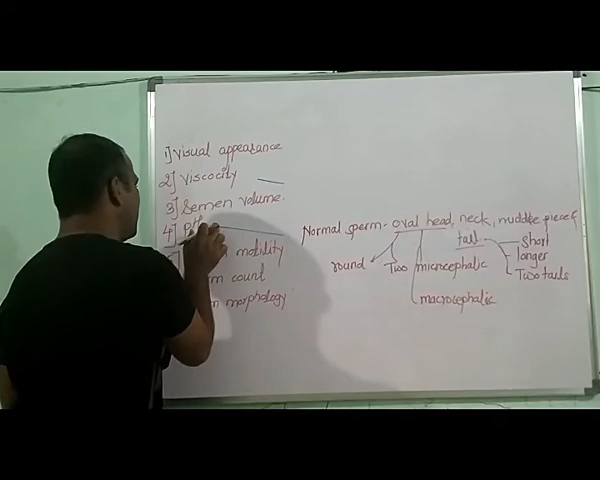 1] Visual appearance
2] Viscocity
3] Semen volume.
4] PH
motility
count
morphology
Normal sperm - oval head, neck, middle piece &
tail
short
longer
Two tails
round
Two
microcephalic
macrocephalic